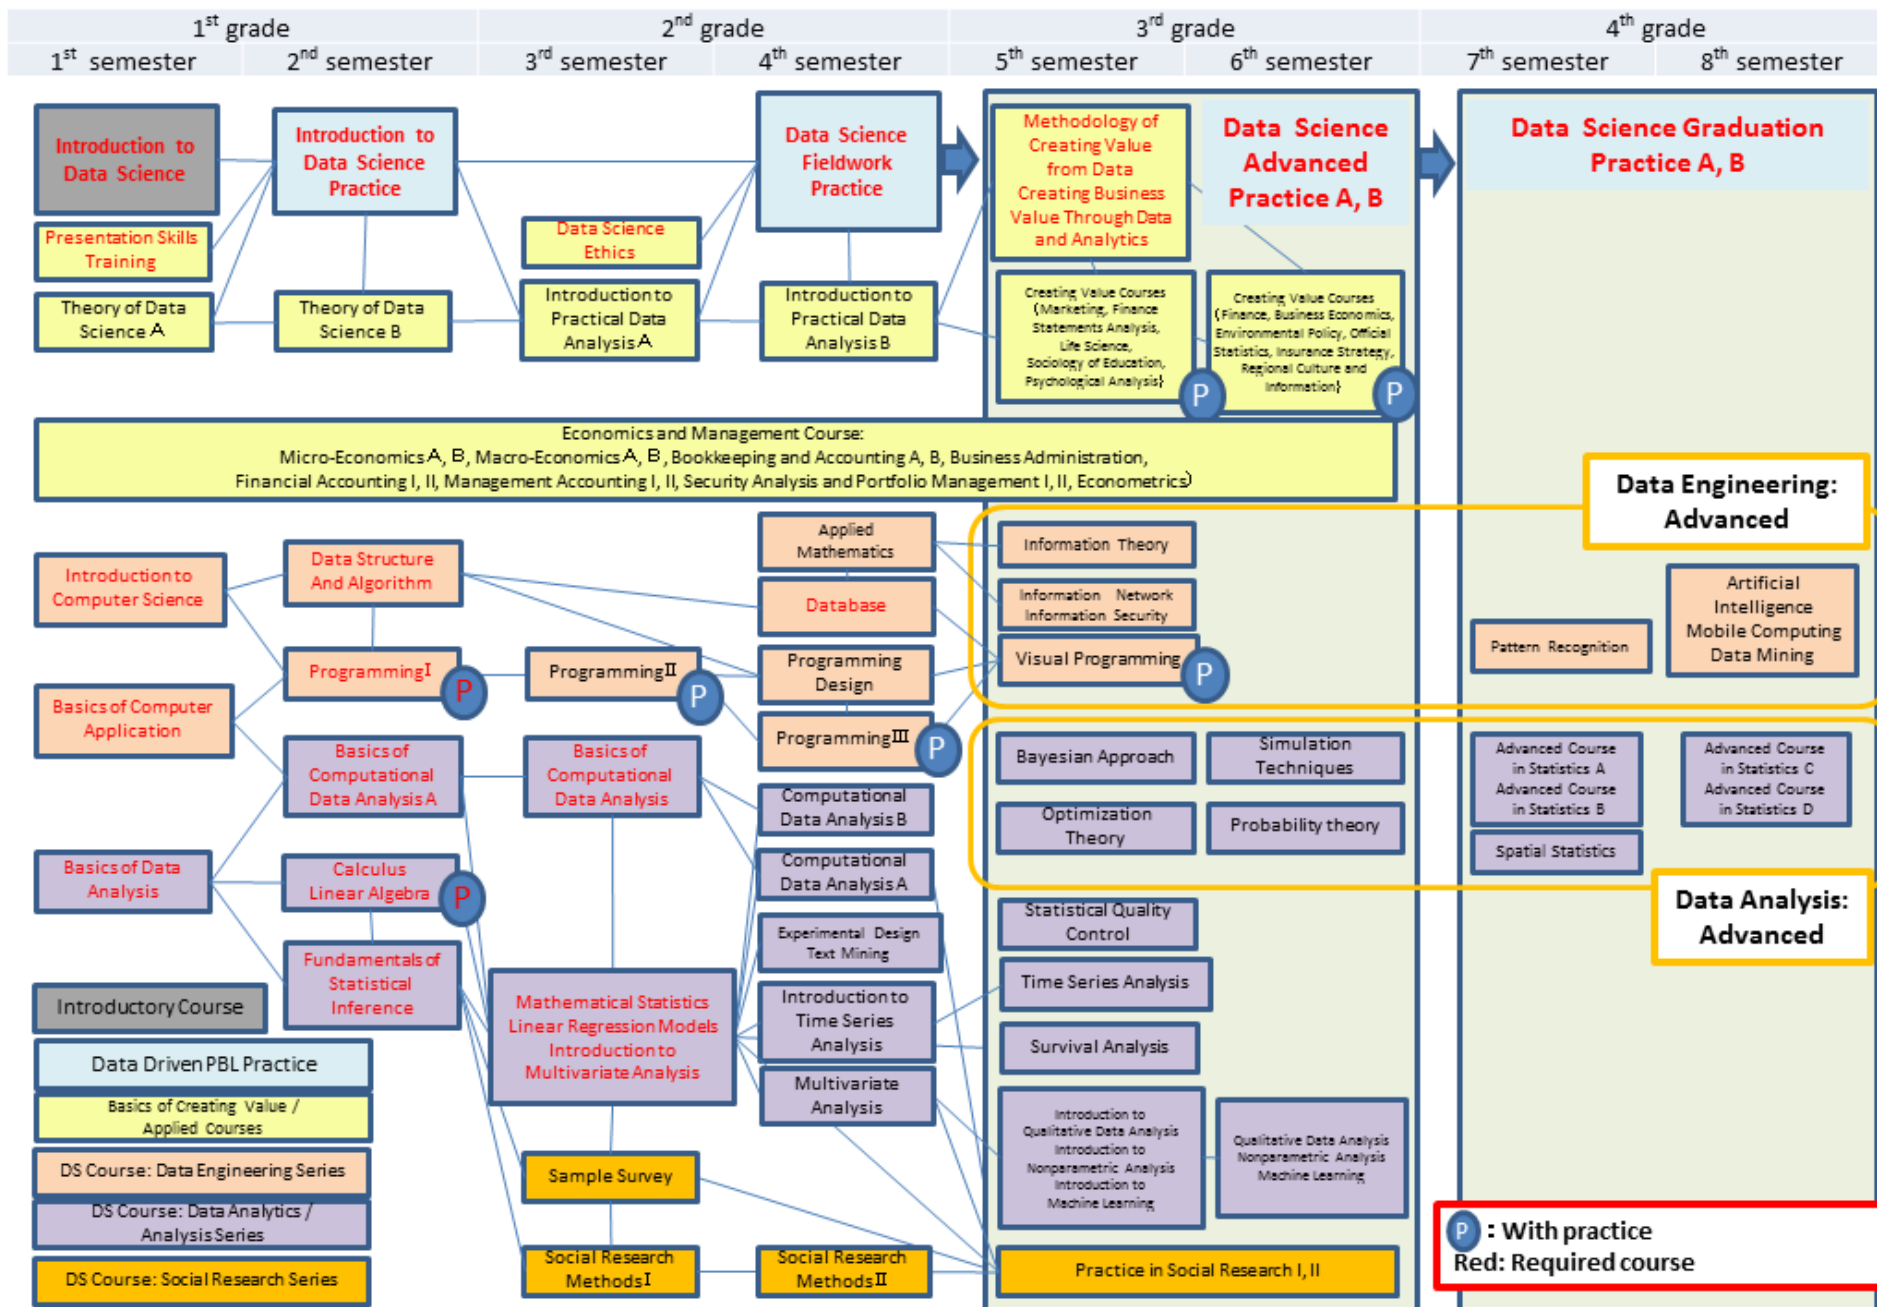 1st grade
2nd grade
3rd grade
4th grade
1st semester
2nd semester
3rd semester
4th semester
5th semester
6th semester
7th semester
8th semester
Introduction to
Data Science
Introduction to
Data Science
Practice
Data Science
Fieldwork
Practice
Methodology of
Creating Value
from Data
Creating Business
Value Through Data
and Analytics
Data Science
Advanced
Practice A, B
Data Science Graduation
Practice A, B
Presentation Skills
Training
Data Science
Ethics
Theory of Data
Science A
Theory of Data
Science B
Introduction to
Practical Data
Analysis A
Introduction to
Practical Data
Analysis B
Creating Value Courses
(Marketing, Finance
Statements Analysis,
Life Science,
Sociology of Education,
Psychological Analysis}
P
Creating Value Courses
(Finance, Business Economics,
Environmental Policy, Official
Statistics, Insurance Strategy,
Regional Culture and
Information}
P
Economics and Management Course:
Micro-Economics A, B, Macro-Economics A, B, Bookkeeping and Accounting A, B, Business Administration,
Financial Accounting I, II, Management Accounting I, II, Security Analysis and Portfolio Management I, II, Econometrics)
Data Engineering:
Advanced
Introduction to
Computer Science
Data Structure
And Algorithm
Applied
Mathematics
Information Theory
Database
Information Network
Information Security
Artificial
Intelligence
Mobile Computing
Data Mining
Pattern Recognition
Basics of Computer
Application
Programming I
P
Programming II
P
Programming
Design
Visual Programming
P
Programming III
P
Basics of
Computational
Data Analysis A
Basics of
Computational
Data Analysis
Bayesian Approach
Simulation
Techniques
Advanced Course
in Statistics A
Advanced Course
in Statistics B
Advanced Course
in Statistics C
Advanced Course
in Statistics D
Computational
Data Analysis B
Optimization
Theory
Probability theory
Spatial Statistics
Basics of Data
Analysis
Calculus
Linear Algebra
P
Computational
Data Analysis A
Data Analysis:
Advanced
Statistical Quality
Control
Experimental Design
Text Mining
Fundamentals of
Statistical
Inference
Mathematical Statistics
Linear Regression Models
Introduction to
Multivariate Analysis
Introduction to
Time Series
Analysis
Time Series Analysis
Survival Analysis
Multivariate
Analysis
Introduction to
Qualitative Data Analysis
Introduction to
Nonparametric Analysis
Introduction to
Machine Learning
Qualitative Data Analysis
Nonparametric Analysis
Machine Learning
Sample Survey
Social Research
Methods I
Social Research
Methods II
Practice in Social Research I, II
Introductory Course
Data Driven PBL Practice
Basics of Creating Value /
Applied Courses
DS Course: Data Engineering Series
DS Course: Data Analytics /
Analysis Series
DS Course: Social Research Series
P : With practice
Red: Required course